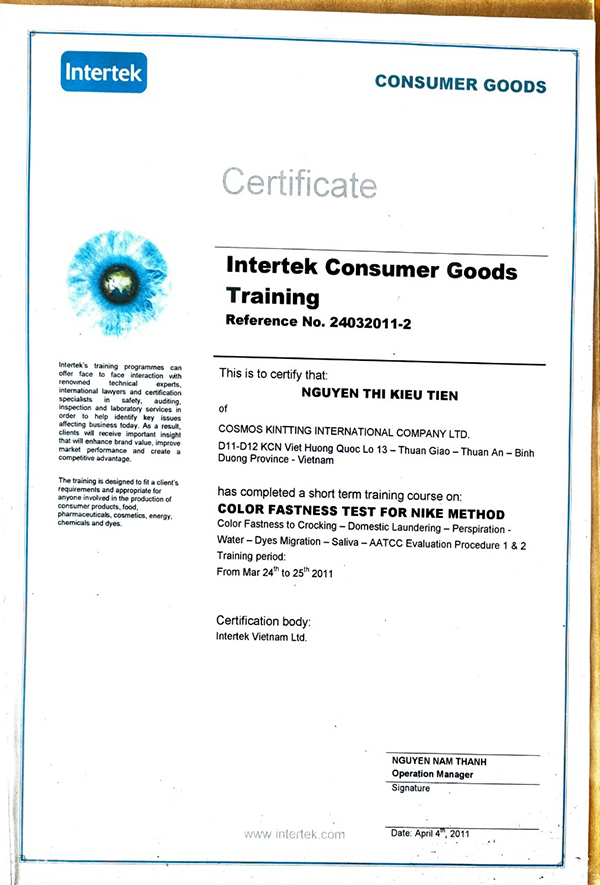 Intertek
CONSUMER GOODS
Certificate
Intertek Consumer Goods
Training
Reference No. 24032011-2
Intertek's training programmes can
offer face to face interaction with
renowned technical experts,
international lawyers and certification
specialists in safety, auditing,
inspection and laboratory services in
order to help identify key issues
affecting business today. As a result,
clients will receive important insight
that will enhance brand value, improve
market performance and create a
competitive advantage.
The training is designed to fit a client's
requirements and appropriate for
anyone involved in the production of
consumer products, food,
pharmaceuticals, cosmetics, energy,
chemicals and dyes.
This is to certify that:
NGUYEN THI KIEU TIEN
of
COSMOS KINTTING INTERNATIONAL COMPANY LTD.
D11-D12 KCN Viet Huong Quoc Lo 13 – Thuan Giao – Thuan An – Binh
Duong Province - Vietnam
has completed a short term training course on:
COLOR FASTNESS TEST FOR NIKE METHOD
Color Fastness to Crocking – Domestic Laundering – Perspiration -
Water – Dyes Migration – Saliva – AATCC Evaluation Procedure 1 & 2
Training period:
From Mar 24th to 25th 2011
Certification body:
Intertek Vietnam Ltd.
NGUYEN NAM THANH
Operation Manager
Signature
Date: April 4th, 2011
www.intertek.com